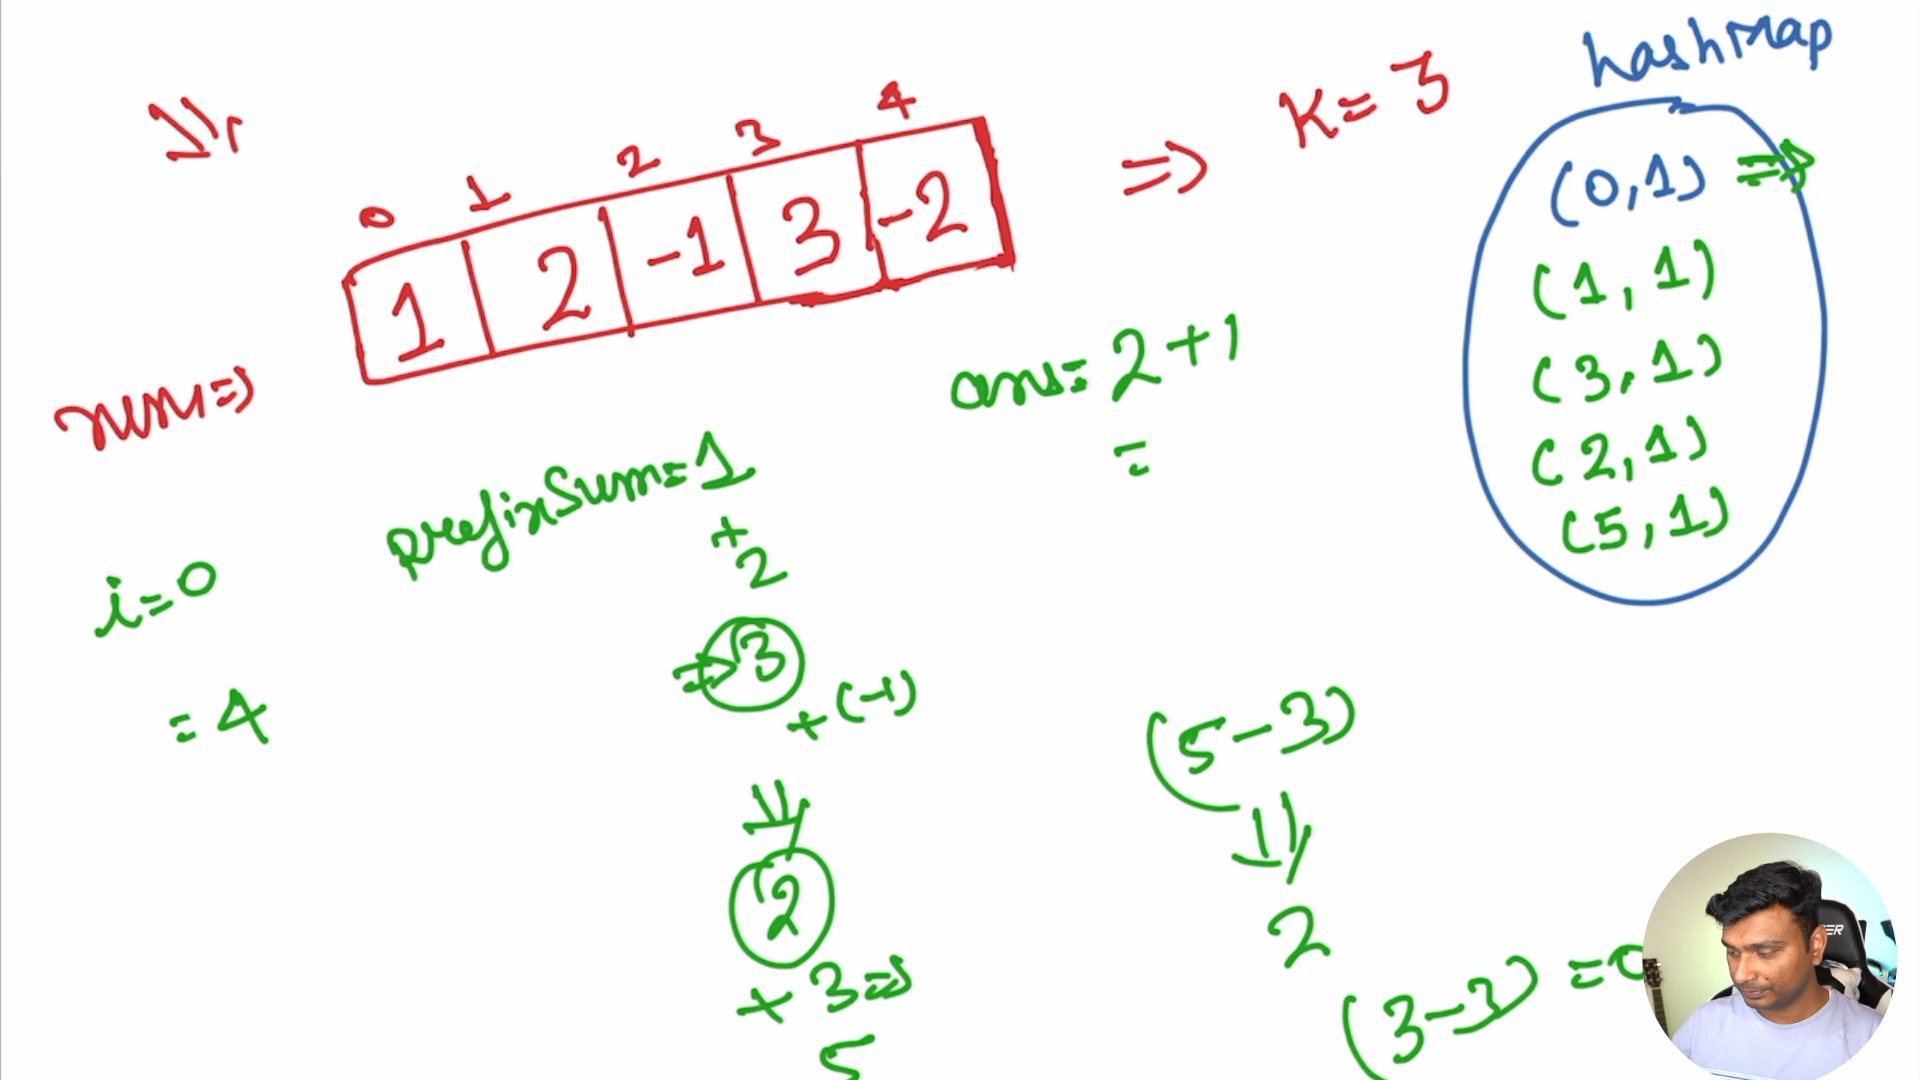 hashMap
K = 3
0 1 2 3 4
1 2 -1 3 -2
=>
(0,1) =>
(1, 1)
(3, 1)
(2, 1)
(5, 1)
nums =>
ans = 2 + 1
=
prefixSum = 1
+
2
i = 0
=> 3
+ (-1)
= 4
2
+ 3 =>
5
(5-3)
2
(3-3) = 0